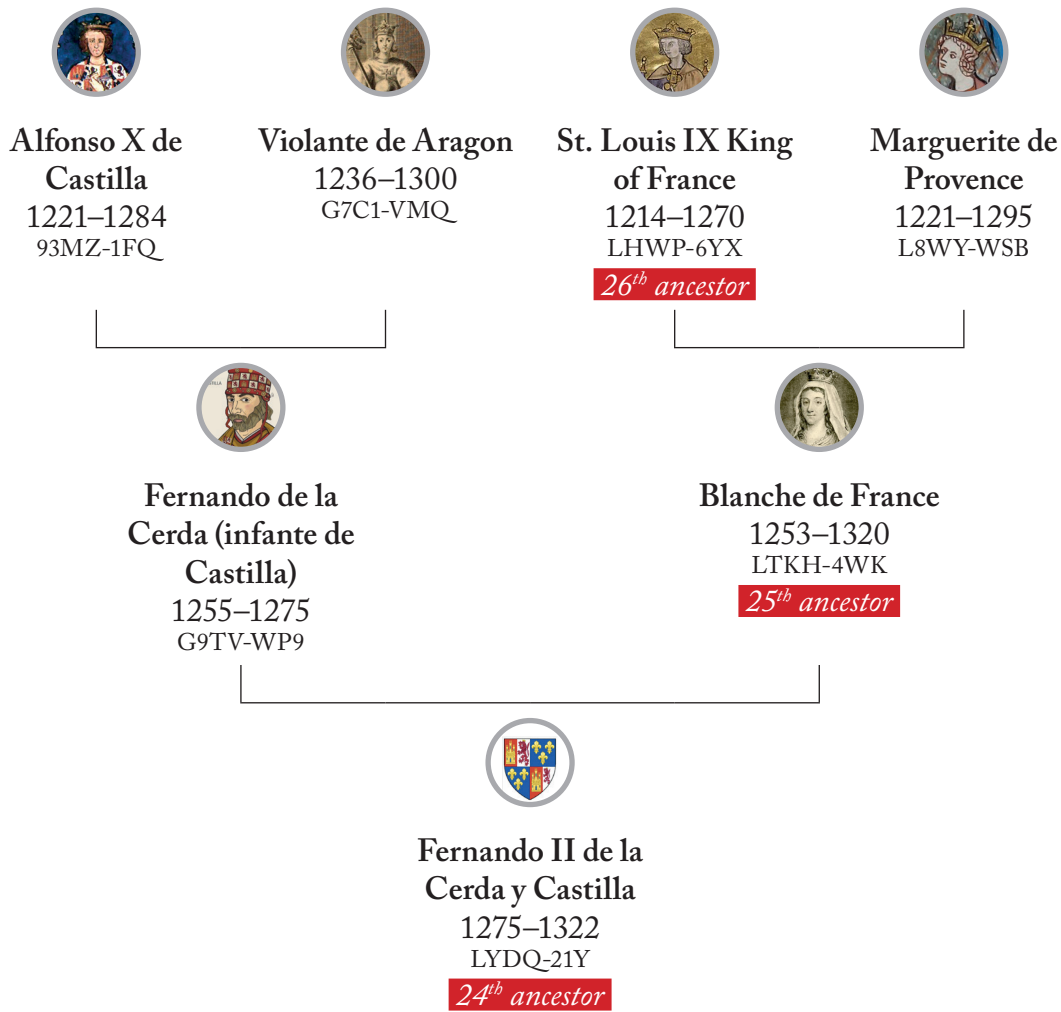 Alfonso X de
Castilla
1221–1284
93MZ-1FQ
Violante de Aragon
1236–1300
G7C1-VMQ
St. Louis IX King
of France
1214–1270
LHWP-6YX
26th ancestor
Marguerite de
Provence
1221–1295
L8WY-WSB
Fernando de la
Cerda (infante de
Castilla)
1255–1275
G9TV-WP9
Blanche de France
1253–1320
LTKH-4WK
25th ancestor
Fernando II de la
Cerda y Castilla
1275–1322
LYDQ-21Y
24th ancestor